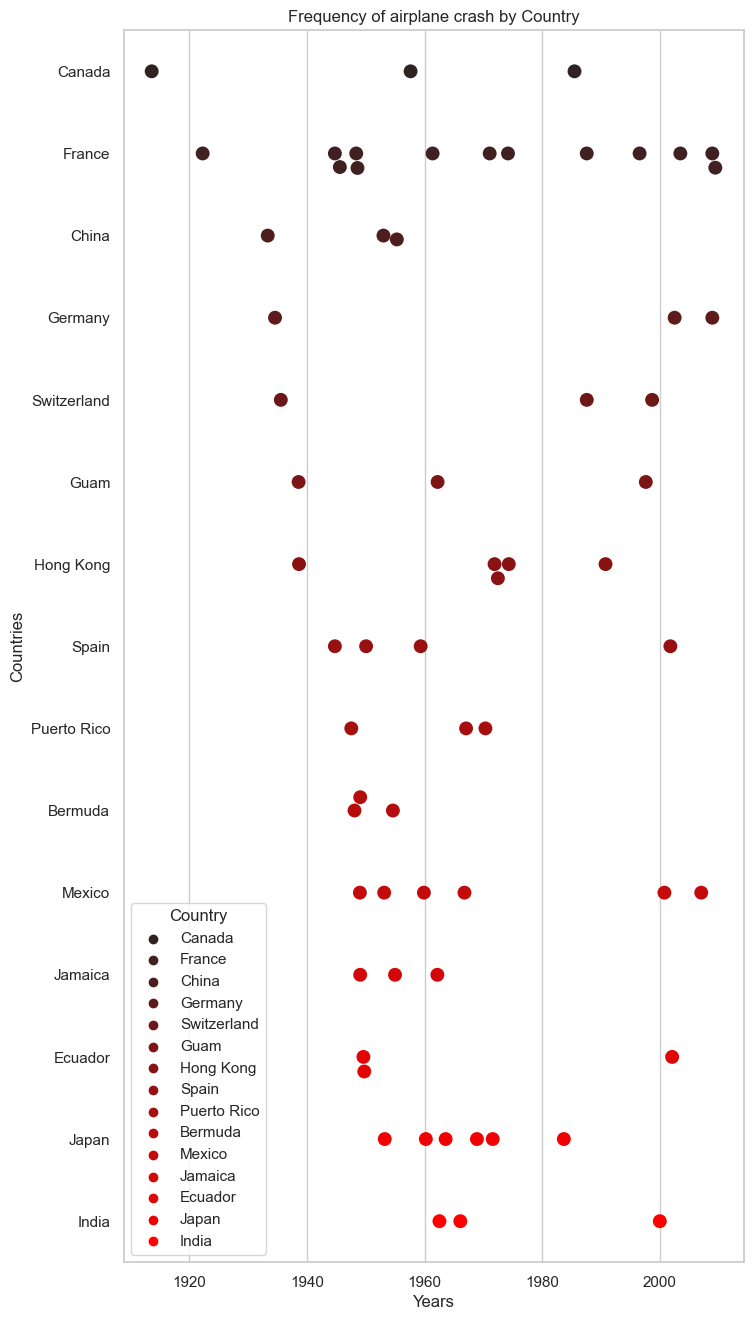 Frequency of airplane crash by Country
Canada
France
China
Germany
Switzerland
Guam
Hong Kong
Spain
Puerto Rico
Bermuda
Mexico
Jamaica
Ecuador
Japan
India
Countries
Country
Canada
France
China
Germany
Switzerland
Guam
Hong Kong
Spain
Puerto Rico
Bermuda
Mexico
Jamaica
Ecuador
Japan
India
1920 1940 1960 1980 2000
Years